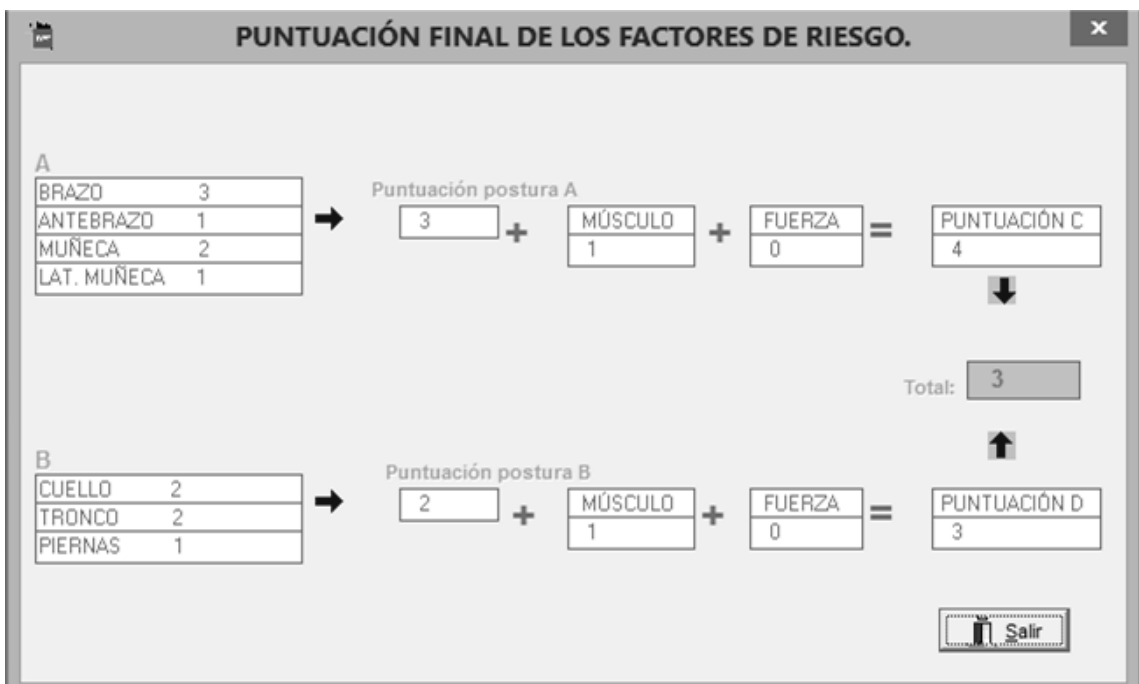 PUNTUACIÓN FINAL DE LOS FACTORES DE RIESGO.
A
BRAZO 3
ANTEBRAZO 1
MUÑECA 2
LAT. MUÑECA 1
Puntuación postura A
3
+
MÚSCULO
1
+
FUERZA
0
=
PUNTUACIÓN C
4
Total: 3
B
CUELLO 2
TRONCO 2
PIERNAS 1
Puntuación postura B
2
+
MÚSCULO
1
+
FUERZA
0
=
PUNTUACIÓN D
3
Salir